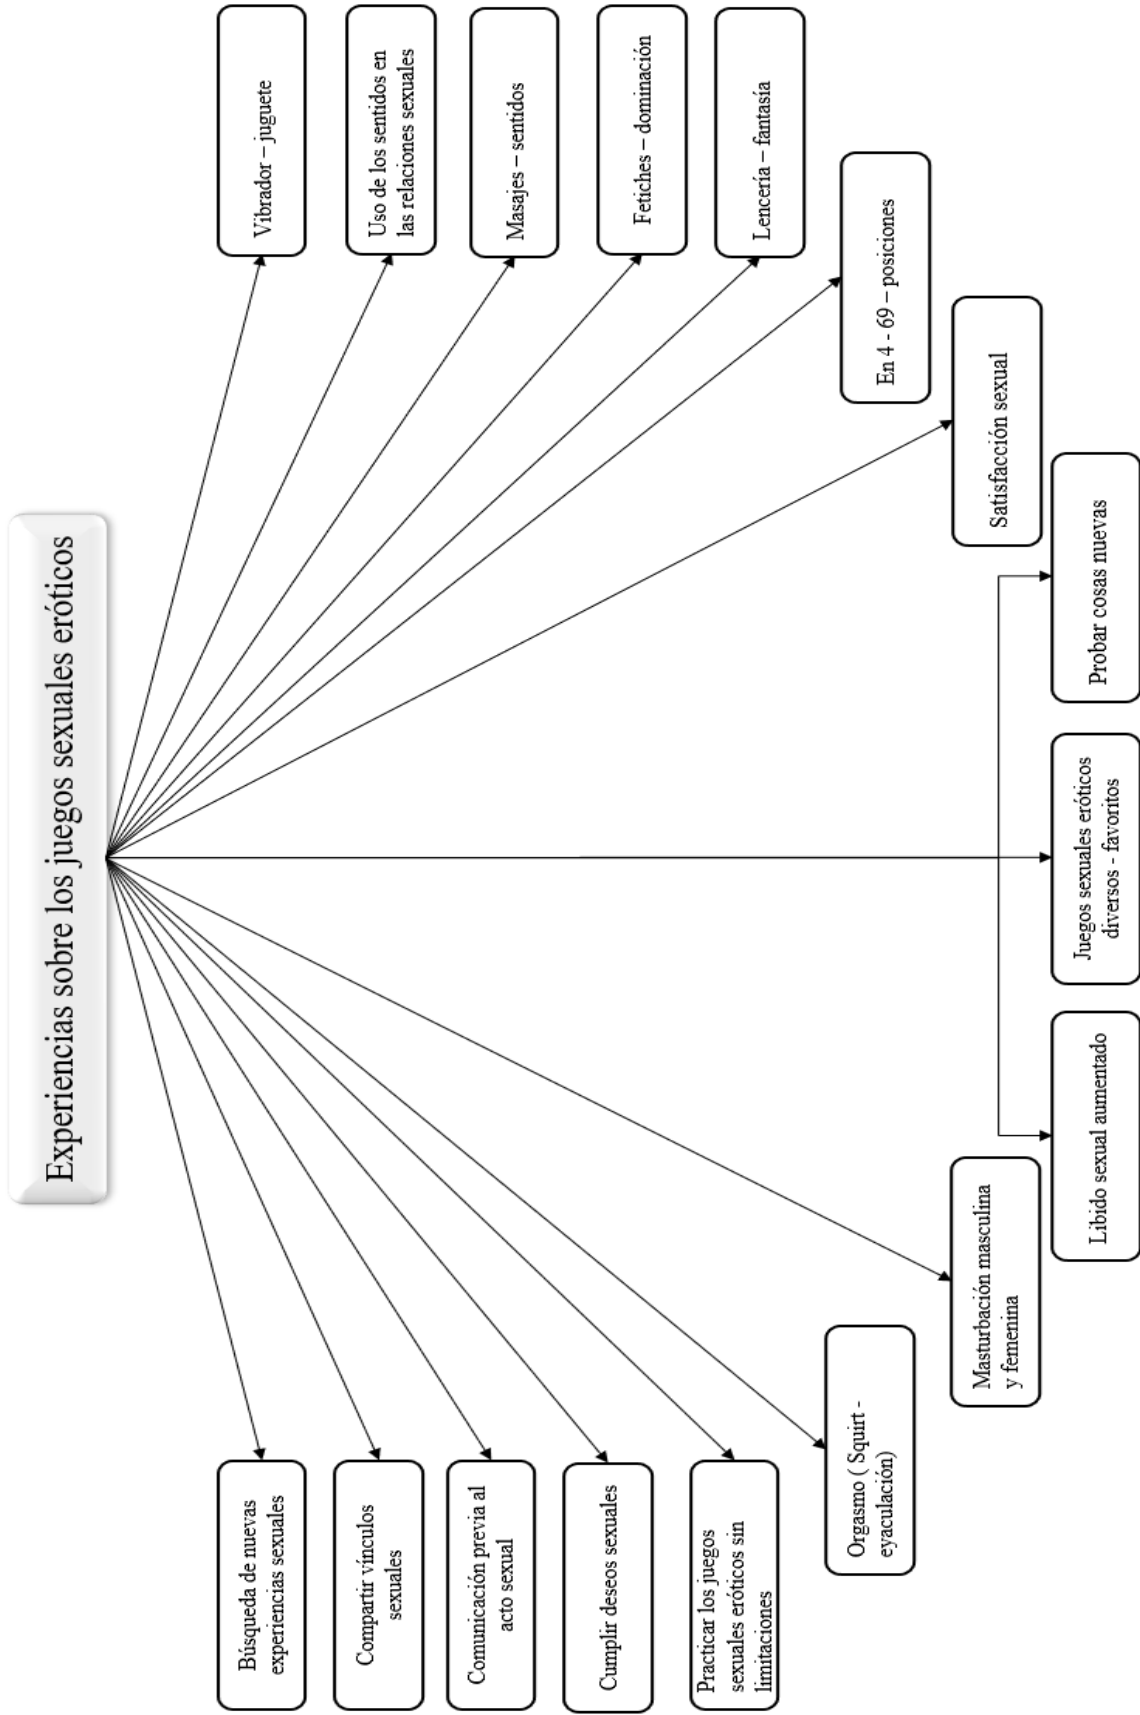 Experiencias sobre los juegos sexuales eróticos
Búsqueda de nuevas
experiencias sexuales
Compartir vínculos
sexuales
Comunicación previa al
acto sexual
Cumplir deseos sexuales
Practicar los juegos
sexuales eróticos sin
limitaciones
Orgasmo ( Squirt -
eyaculación)
Masturbación masculina
y femenina
Libido sexual aumentado
Juegos sexuales eróticos
diversos - favoritos
Probar cosas nuevas
Satisfacción sexual
En 4 - 69 – posiciones
Lencería – fantasía
Fetiches – dominación
Masajes – sentidos
Uso de los sentidos en
las relaciones sexuales
Vibrador – juguete